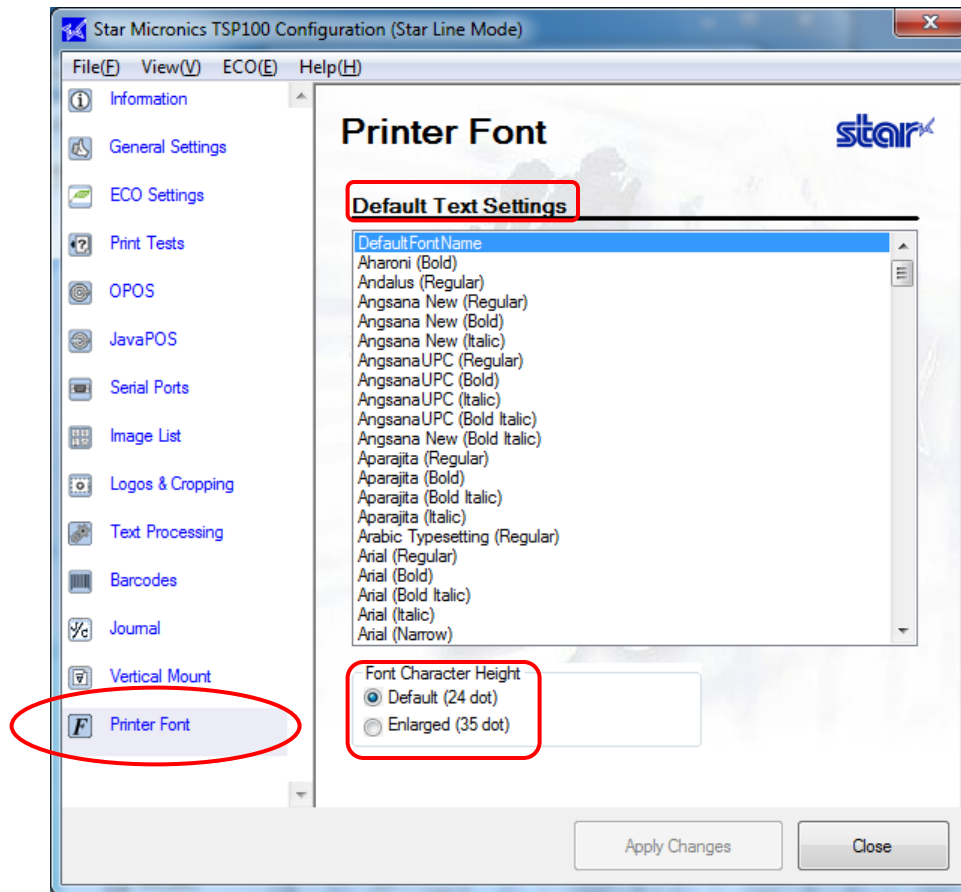 Star Micronics TSP100 Configuration (Star Line Mode)
File(F) View(V) ECO(E) Help(H)
Information
General Settings
ECO Settings
Print Tests
OPOS
JavaPOS
Serial Ports
Image List
Logos & Cropping
Text Processing
Barcodes
Journal
Vertical Mount
F Printer Font
Printer Font
star
Default Text Settings
DefaultFontName
Aharoni (Bold)
Andalus (Regular)
Angsana New (Regular)
Angsana New (Bold)
Angsana New (Italic)
AngsanaUPC (Regular)
AngsanaUPC (Bold)
AngsanaUPC (Italic)
AngsanaUPC (Bold Italic)
Angsana New (Bold Italic)
Aparajita (Regular)
Aparajita (Bold)
Aparajita (Bold Italic)
Aparajita (Italic)
Arabic Typesetting (Regular)
Arial (Regular)
Arial (Bold)
Arial (Bold Italic)
Arial (Italic)
Arial (Narrow)
Font Character Height
Default (24 dot)
Enlarged (35 dot)
Apply Changes
Close